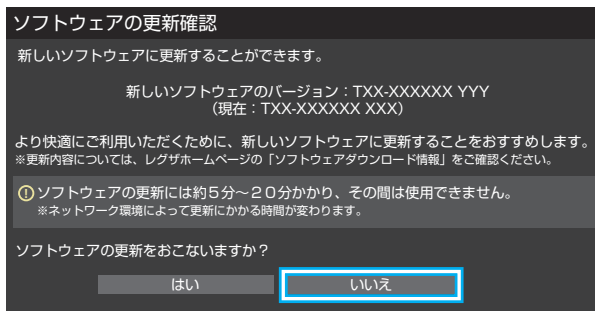 ソフトウェアの更新確認
新しいソフトウェアに更新することができます。
新しいソフトウェアのバージョン：TXX-XXXXXX YYY
（現在：TXX-XXXXXX XXX）
より快適にご利用いただくために、新しいソフトウェアに更新することをおすすめします。
※更新内容については、レグザホームページの「ソフトウェアダウンロード情報」をご確認ください。
ソフトウェアの更新には約５分〜２０分かかり、その間は使用できません。
※ネットワーク環境によって更新にかかる時間が変わります。
ソフトウェアの更新をおこないますか？
はい
いいえ